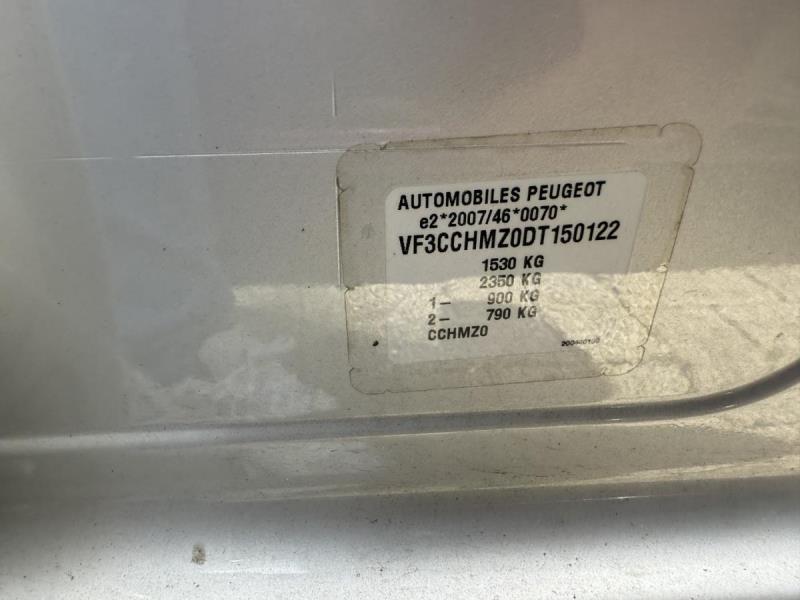 AUTOMOBILES PEUGEOT
e2*2007/46*0070*
VF3CCHMZ0DT150122
1530 KG
2350 KG
1- 900 KG
2- 790 KG
CCHMZ0